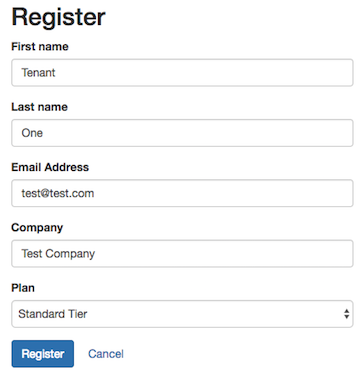 Register
First name
Tenant
Last name
One
Email Address
test@test.com
Company
Test Company
Plan
Standard Tier
Register Cancel